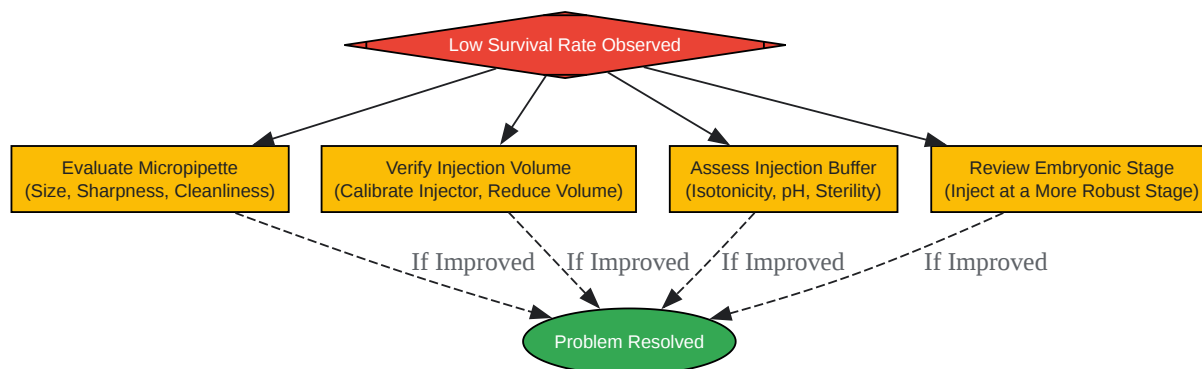 Low Survival Rate Observed
Evaluate Micropipette
(Size, Sharpness, Cleanliness)
Verify Injection Volume
(Calibrate Injector, Reduce Volume)
Assess Injection Buffer
(Isotonicity, pH, Sterility)
Review Embryonic Stage
(Inject at a More Robust Stage)
If Improved
If Improved
If Improved
If Improved
Problem Resolved